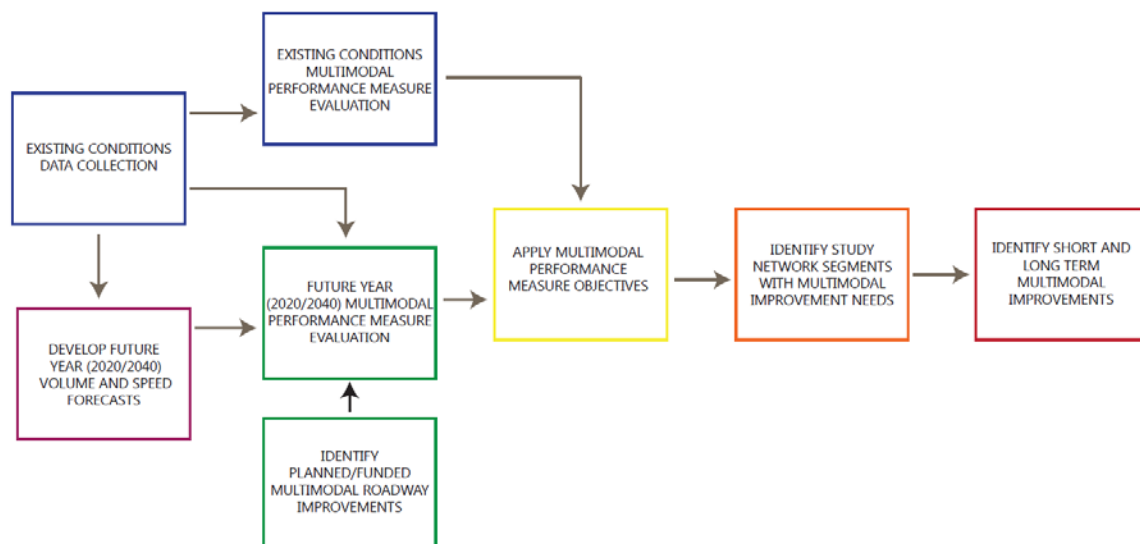 EXISTING CONDITIONS
MULTIMODAL
PERFORMANCE MEASURE
EVALUATION
EXISTING CONDITIONS
DATA COLLECTION
FUTURE YEAR
(2020/2040) MULTIMODAL
PERFORMANCE MEASURE
EVALUATION
APPLY MULTIMODAL
PERFORMANCE
MEASURE OBJECTIVES
IDENTIFY STUDY
NETWORK SEGMENTS
WITH MULTIMODAL
IMPROVEMENT NEEDS
IDENTIFY SHORT AND
LONG TERM
MULTIMODAL
IMPROVEMENTS
DEVELOP FUTURE
YEAR (2020/2040)
VOLUME AND SPEED
FORECASTS
IDENTIFY
PLANNED/FUNDED
MULTIMODAL ROADWAY
IMPROVEMENTS